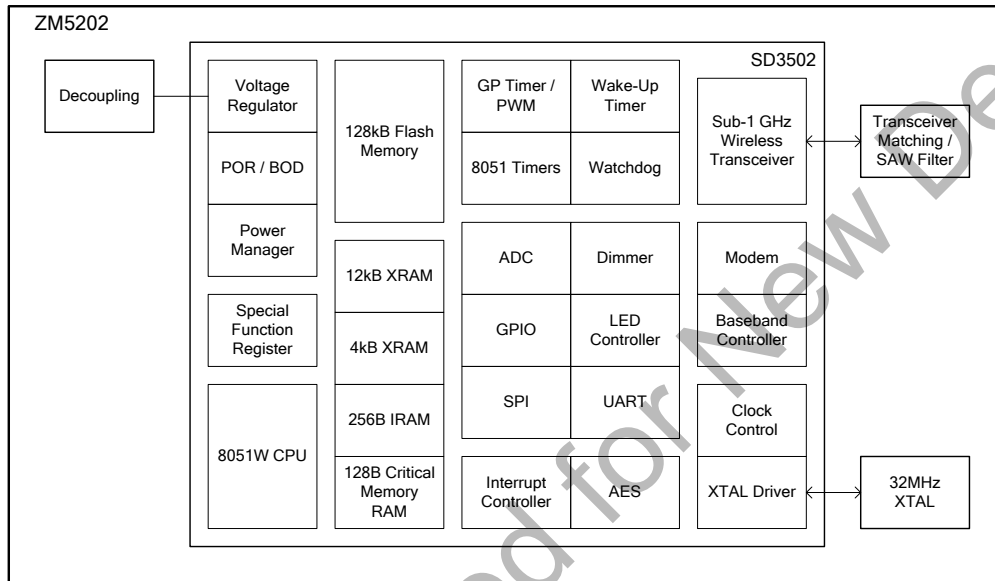 ZM5202
SD3502
Decoupling
Voltage
Regulator
POR / BOD
Power
Manager
Special
Function
Register
8051W CPU
128kB Flash
Memory
12kB XRAM
4kB XRAM
256B IRAM
128B Critical
Memory
RAM
GP Timer /
PWM
Wake-Up
Timer
8051 Timers
Watchdog
ADC
Dimmer
GPIO
LED
Controller
SPI
UART
Interrupt
Controller
AES
Sub-1 GHz
Wireless
Transceiver
Modem
Baseband
Controller
Clock
Control
XTAL Driver
Transceiver
Matching /
SAW Filter
32MHz
XTAL
for New De